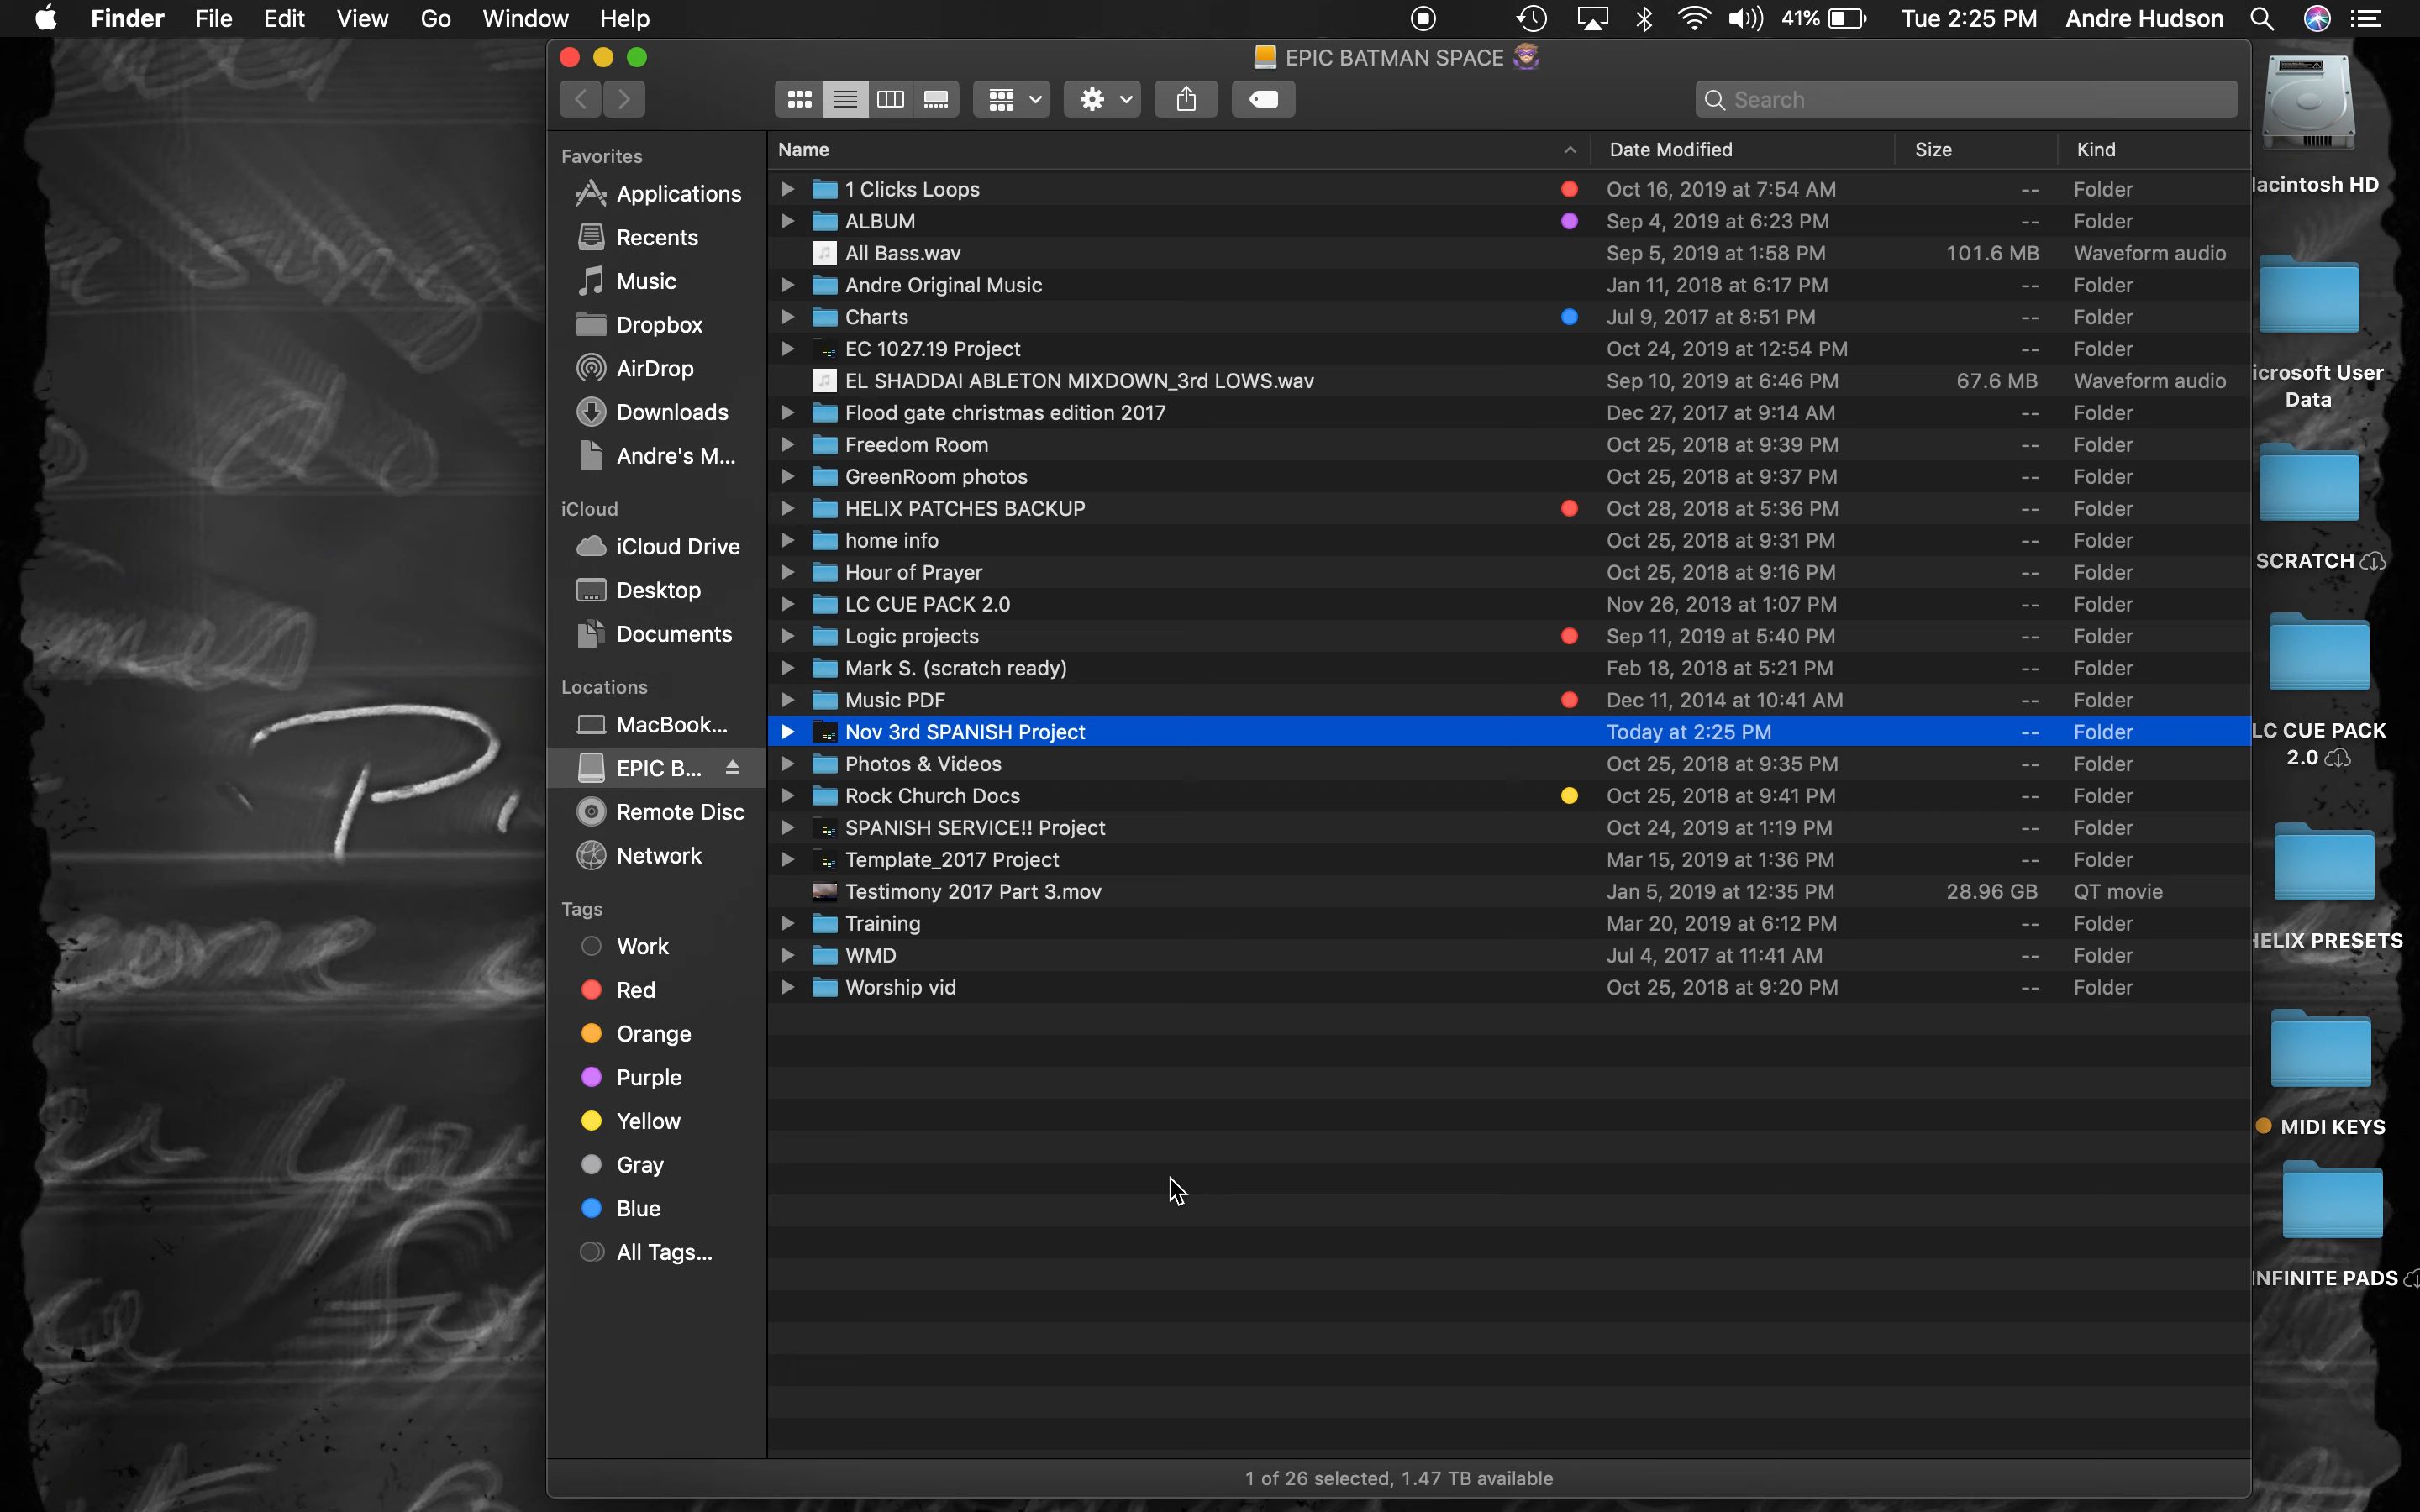 Finder File Edit View Go Window Help 41% Tue 2:25 PM Andre Hudson
EPIC BATMAN SPACE
Search
Favorites
Applications
Recents
Music
Dropbox
AirDrop
Downloads
Andre's M...
iCloud
iCloud Drive
Desktop
Documents
Locations
MacBook...
EPIC B...
Remote Disc
Network
Tags
Work
Red
Orange
Purple
Yellow
Gray
Blue
All Tags...
Name Date Modified Size Kind
1 Clicks Loops Oct 16, 2019 at 7:54 AM -- Folder
ALBUM Sep 4, 2019 at 6:23 PM -- Folder
All Bass.wav Sep 5, 2019 at 1:58 PM 101.6 MB Waveform audio
Andre Original Music Jan 11, 2018 at 6:17 PM -- Folder
Charts Jul 9, 2017 at 8:51 PM -- Folder
EC 1027.19 Project Oct 24, 2019 at 12:54 PM -- Folder
EL SHADDAI ABLETON MIXDOWN_3rd LOWS.wav Sep 10, 2019 at 6:46 PM 67.6 MB Waveform audio
Flood gate christmas edition 2017 Dec 27, 2017 at 9:14 AM -- Folder
Freedom Room Oct 25, 2018 at 9:39 PM -- Folder
GreenRoom photos Oct 25, 2018 at 9:37 PM -- Folder
HELIX PATCHES BACKUP Oct 28, 2018 at 5:36 PM -- Folder
home info Oct 25, 2018 at 9:31 PM -- Folder
Hour of Prayer Oct 25, 2018 at 9:16 PM -- Folder
LC CUE PACK 2.0 Nov 26, 2013 at 1:07 PM -- Folder
Logic projects Sep 11, 2019 at 5:40 PM -- Folder
Mark S. (scratch ready) Feb 18, 2018 at 5:21 PM -- Folder
Music PDF Dec 11, 2014 at 10:41 AM -- Folder
Nov 3rd SPANISH Project Today at 2:25 PM -- Folder
Photos & Videos Oct 25, 2018 at 9:35 PM -- Folder
Rock Church Docs Oct 25, 2018 at 9:41 PM -- Folder
SPANISH SERVICE!! Project Oct 24, 2019 at 1:19 PM -- Folder
Template_2017 Project Mar 15, 2019 at 1:36 PM -- Folder
Testimony 2017 Part 3.mov Jan 5, 2019 at 12:35 PM 28.96 GB QT movie
Training Mar 20, 2019 at 6:12 PM -- Folder
WMD Jul 4, 2017 at 11:41 AM -- Folder
Worship vid Oct 25, 2018 at 9:20 PM -- Folder
1 of 26 selected, 1.47 TB available
acintosh HD
icrosoft User
Data
SCRATCH
LC CUE PACK
2.0
HELIX PRESETS
MIDI KEYS
NFINITE PADS